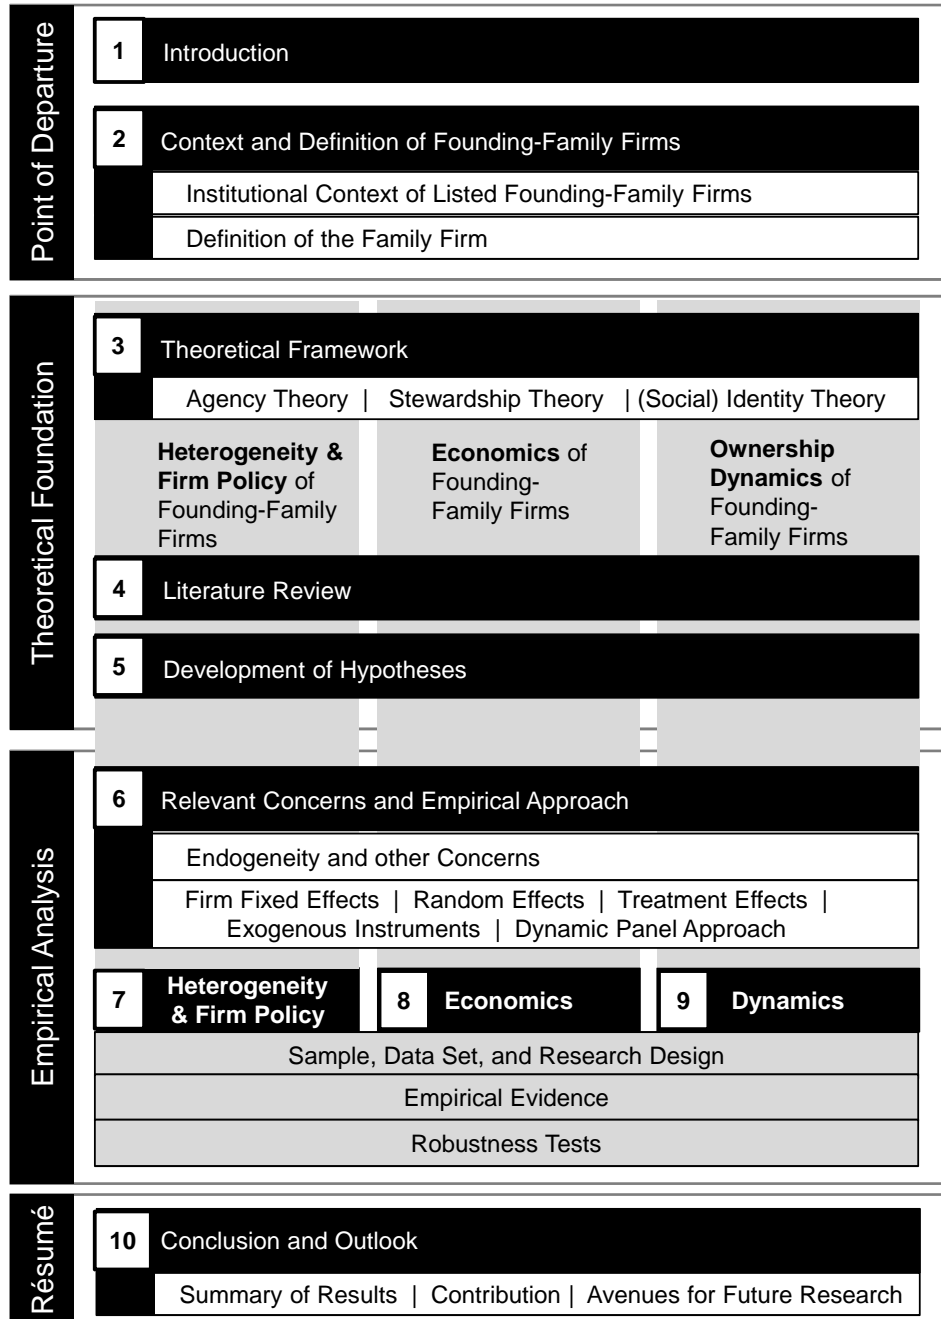 Point of Departure
1 Introduction
2 Context and Definition of Founding-Family Firms
Institutional Context of Listed Founding-Family Firms
Definition of the Family Firm
Theoretical Foundation
3 Theoretical Framework
Agency Theory | Stewardship Theory | (Social) Identity Theory
Heterogeneity &
Firm Policy of
Founding-Family
Firms
Economics of
Founding-
Family Firms
Ownership
Dynamics of
Founding-
Family Firms
4 Literature Review
5 Development of Hypotheses
Empirical Analysis
6 Relevant Concerns and Empirical Approach
Endogeneity and other Concerns
Firm Fixed Effects | Random Effects | Treatment Effects |
Exogenous Instruments | Dynamic Panel Approach
7 Heterogeneity
& Firm Policy
8 Economics
9 Dynamics
Sample, Data Set, and Research Design
Empirical Evidence
Robustness Tests
Résumé
10 Conclusion and Outlook
Summary of Results | Contribution | Avenues for Future Research